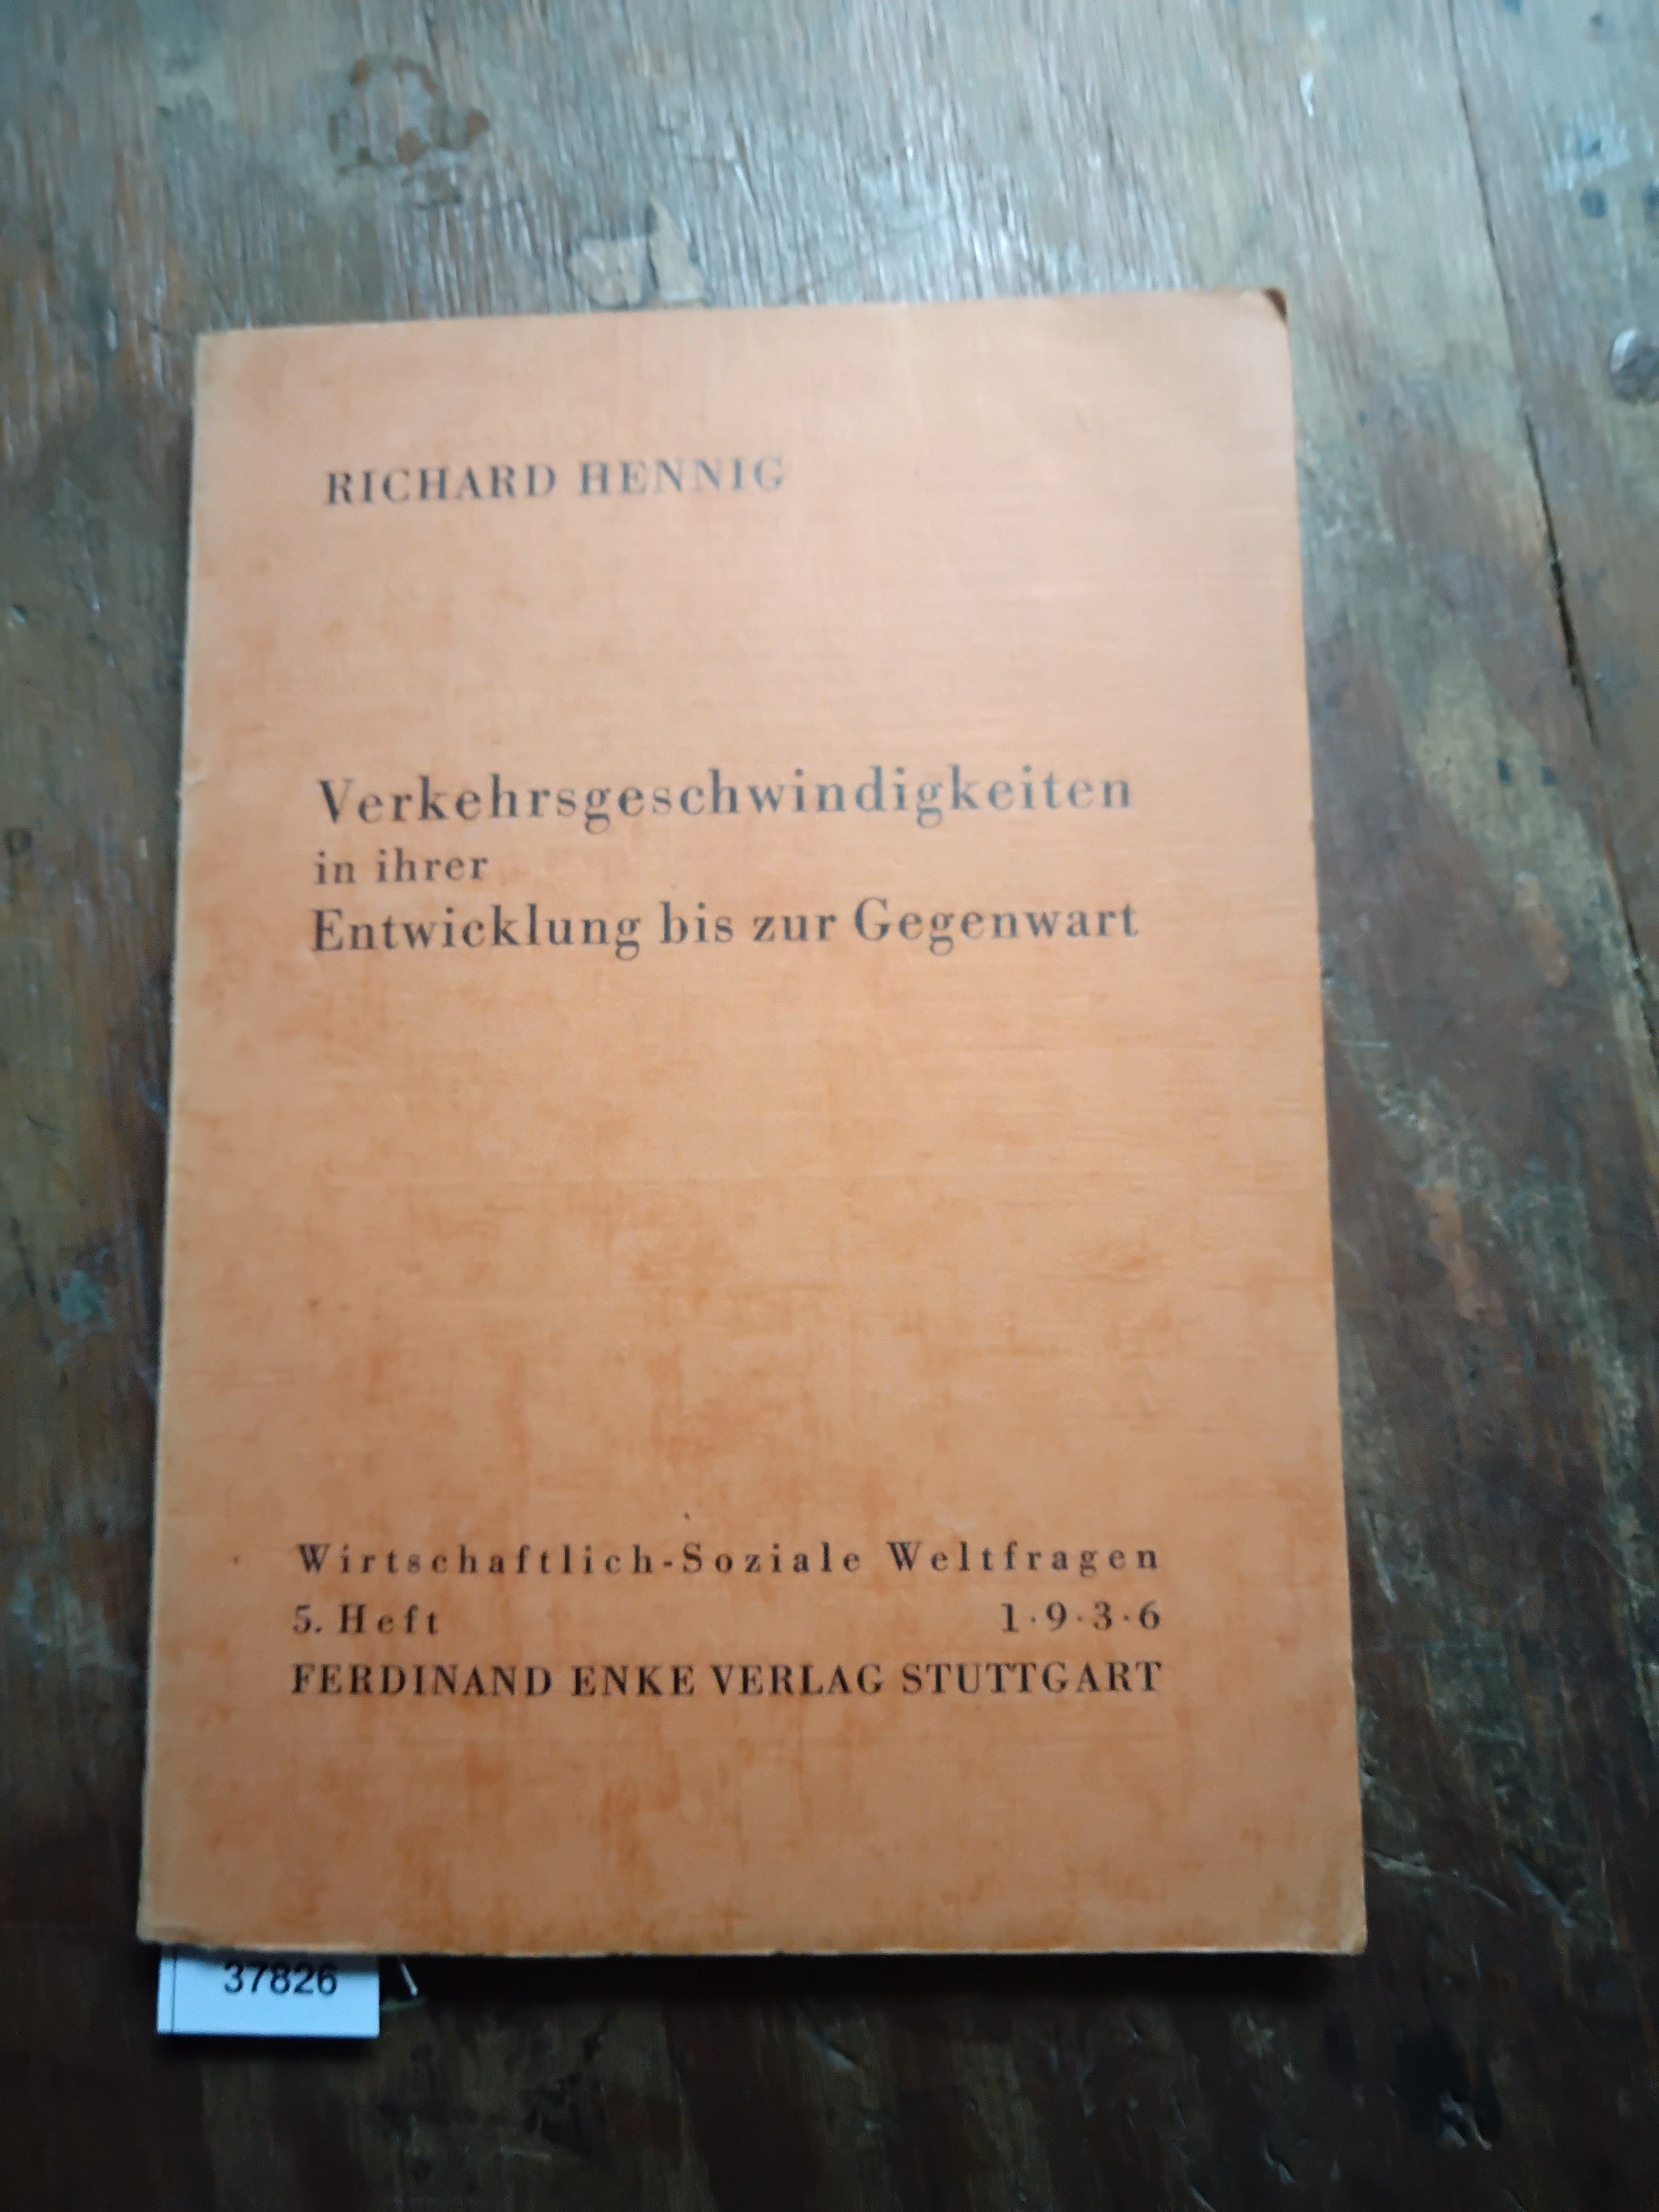 RICHARD HENNIG
Verkehrsgeschwindigkeiten
in ihrer
Entwicklung bis zur Gegenwart
Wirtschaftlich-Soziale Weltfragen
5. Heft 1·9·3·6
FERDINAND ENKE VERLAG STUTTGART
37826